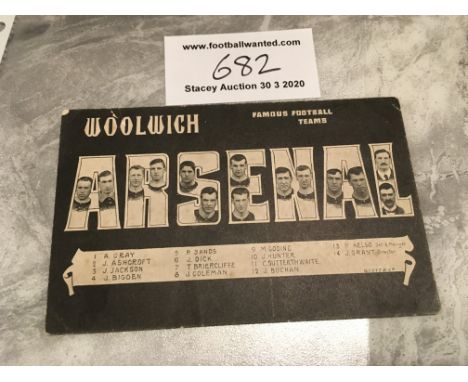 www.footballwanted.com
682
Stacey Auction 30 3 2020
WOOLWICH
FAMOUS FOOTBALL
TEAMS
ARSENAL
1 A. GRAY
2 J. ASHCROFT
3 J. JACKSON
4 J. BIGDEN
5 P. SANDS
6 J. DICK
7 T. BRIERCLIFFE
8 J. COLEMAN
9 M. GOOING
10 J. HUNTER
11 C. SUTTERTHWAITE
12 J. BUCHAN
13 P. KELSO
14 J. GRANT